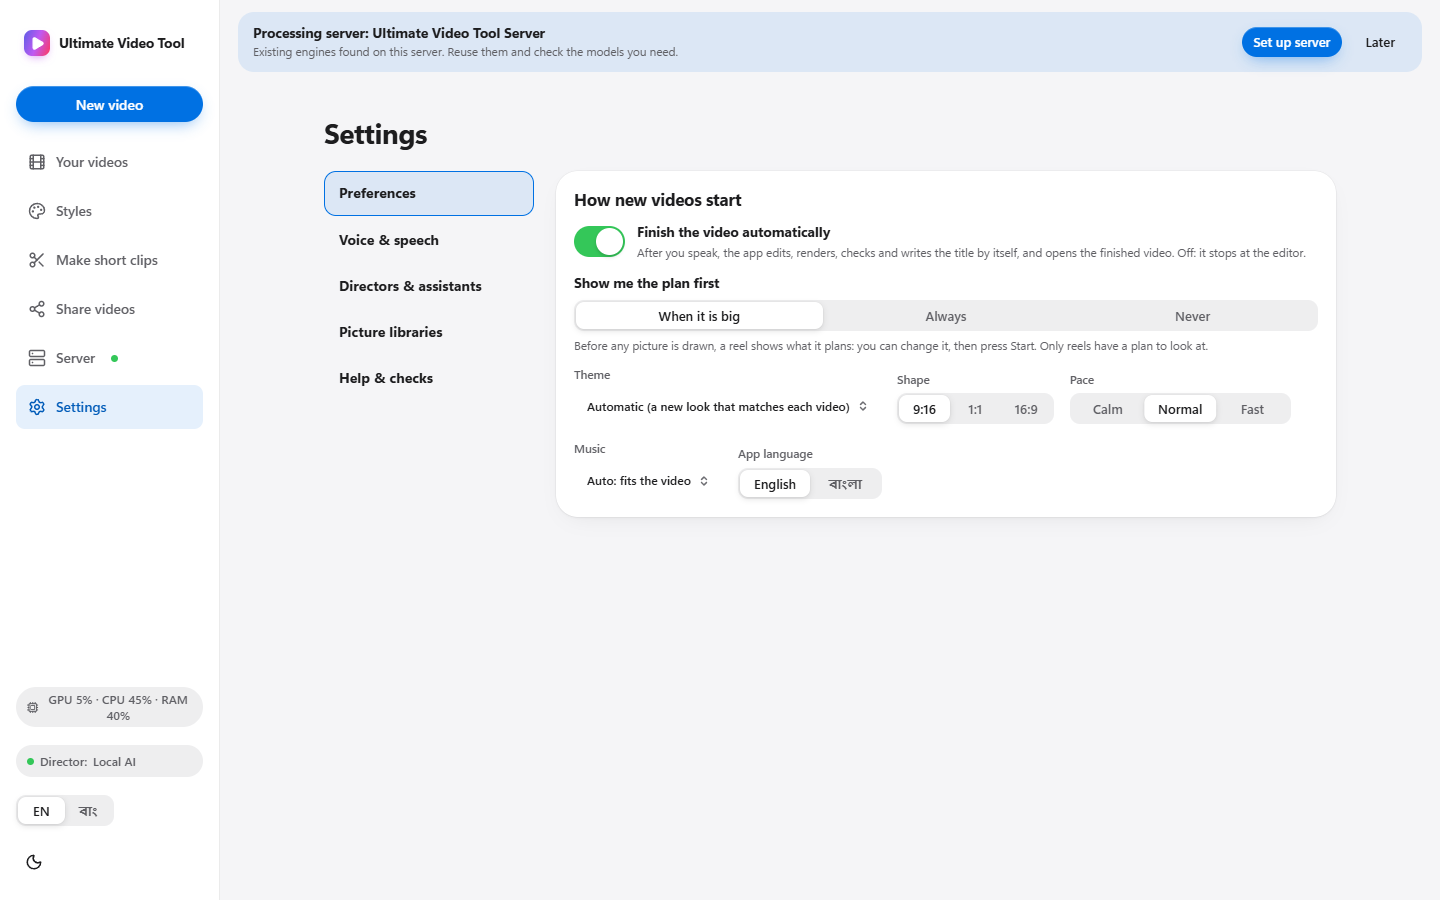 Ultimate Video Tool
New video
Your videos
Styles
Make short clips
Share videos
Server
Settings
GPU 5% · CPU 45% · RAM
40%
Director: Local AI
EN বাং
Processing server: Ultimate Video Tool Server
Existing engines found on this server. Reuse them and check the models you need.
Set up server Later
Settings
Preferences
Voice & speech
Directors & assistants
Picture libraries
Help & checks
How new videos start
Finish the video automatically
After you speak, the app edits, renders, checks and writes the title by itself, and opens the finished video. Off: it stops at the editor.
Show me the plan first
When it is big Always Never
Before any picture is drawn, a reel shows what it plans: you can change it, then press Start. Only reels have a plan to look at.
Theme Shape Pace
Automatic (a new look that matches each video) 9:16 1:1 16:9 Calm Normal Fast
Music App language
Auto: fits the video English বাংলা